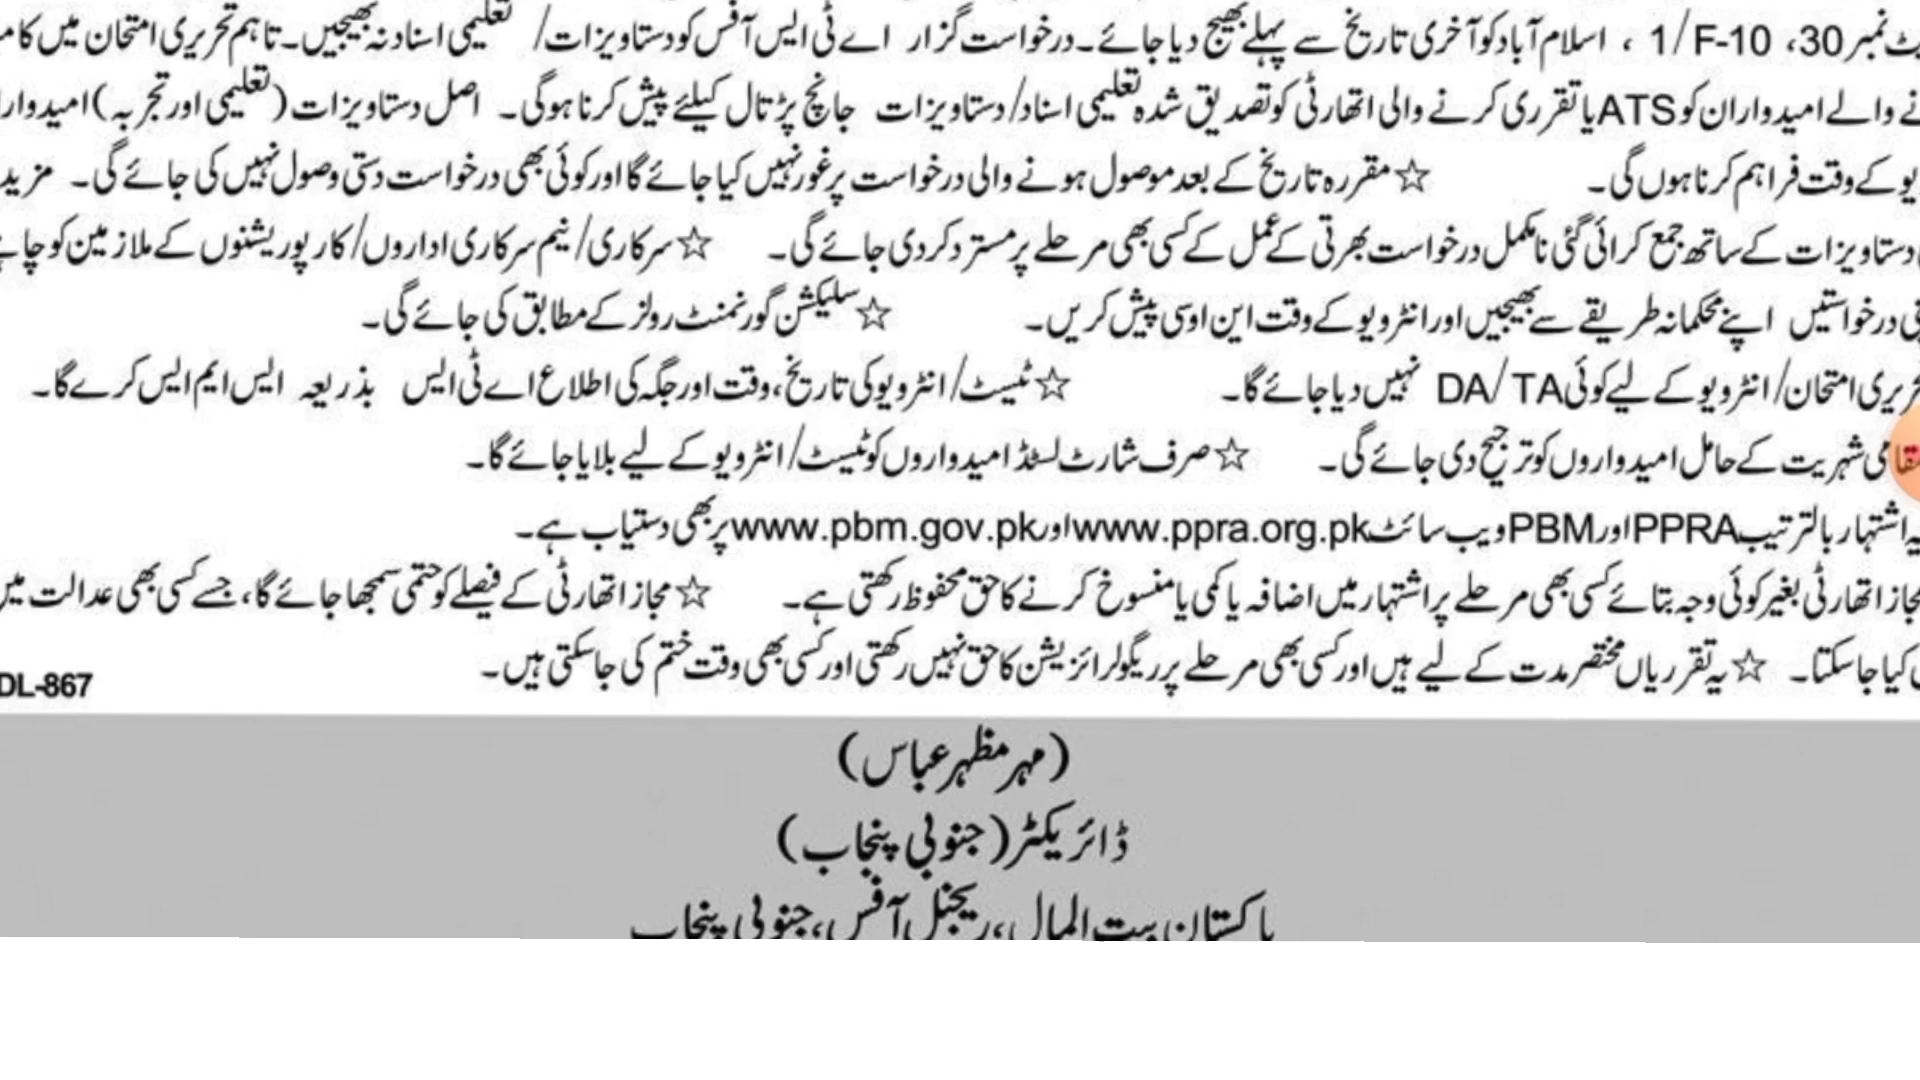 نمبر 30، F-10/1 ، اسلام آباد کو آخری تاریخ سے پہلے بھیج دیا جائے۔ درخواست گزار اے ٹی ایس آفس کو دستاویزات/ تعلیمی اسناد نہ بھیجیں۔ تاہم تحریری امتحان میں
والے امیدواران کو ATS یا تقرری کرنے والی اتھارٹی کو تصدیق شدہ تعلیمی اسناد/دستاویزات جانچ پڑتال کیلئے پیش کرنا ہوگی۔ اصل دستاویزات (تعلیمی اور تجربہ)
کے وقت فراہم کرنا ہوں گی۔ ☆ مقررہ تاریخ کے بعد موصول ہونے والی درخواست پر غور نہیں کیا جائے گا اور کوئی بھی درخواست دستی وصول نہیں کی جائے گی۔ مزید
دستاویزات کے ساتھ جمع کرائی گئی نامکمل درخواست بھرتی کے عمل کے کسی بھی مرحلے پر مسترد کر دی جائے گی۔ ☆ سرکاری/نیم سرکاری اداروں/کارپوریشنوں کے ملازمین کو
درخواستیں اپنے محکمانہ طریقے سے بھیجیں اور انٹرویو کے وقت این او سی پیش کریں۔ ☆ سلیکشن گورنمنٹ رولز کے مطابق کی جائے گی۔
امتحان/انٹرویو کے لیے کوئی DA/TA نہیں دیا جائے گا۔ ☆ ٹیسٹ/انٹرویو کی تاریخ، وقت اور جگہ کی اطلاع اے ٹی ایس بذریعہ ایس ایم ایس کرے گا۔
شہریت کے حامل امیدواروں کو ترجیح دی جائے گی۔ ☆ صرف شارٹ لسٹڈ امیدواروں کو ٹیسٹ/انٹرویو کے لیے بلایا جائے گا۔
اشتہار بالترتیب PPRA اور PBM ویب سائٹ www.ppra.org.pk اور www.pbm.gov.pk پر بھی دستیاب ہے۔
اتھارٹی بغیر کوئی وجہ بتائے کسی بھی مرحلے پر اشتہار میں اضافہ یا کمی یا منسوخ کرنے کا حق محفوظ رکھتی ہے۔ ☆ مجاز اتھارٹی کے فیصلے کو حتمی سمجھا جائے گا، جسے کسی بھی عدالت میں
کیا جا سکتا۔ ☆ یہ تقرریاں مختصر مدت کے لیے ہیں اور کسی بھی مرحلے پر ریگولرائزیشن کا حق نہیں رکھتی اور کسی بھی وقت ختم کی جا سکتی ہیں۔
DL-867
(مہر مظہر عباس)
ڈائریکٹر (جنوبی پنجاب)
پاکستان بیت المال، ریجنل آفس، جنوبی پنجاب